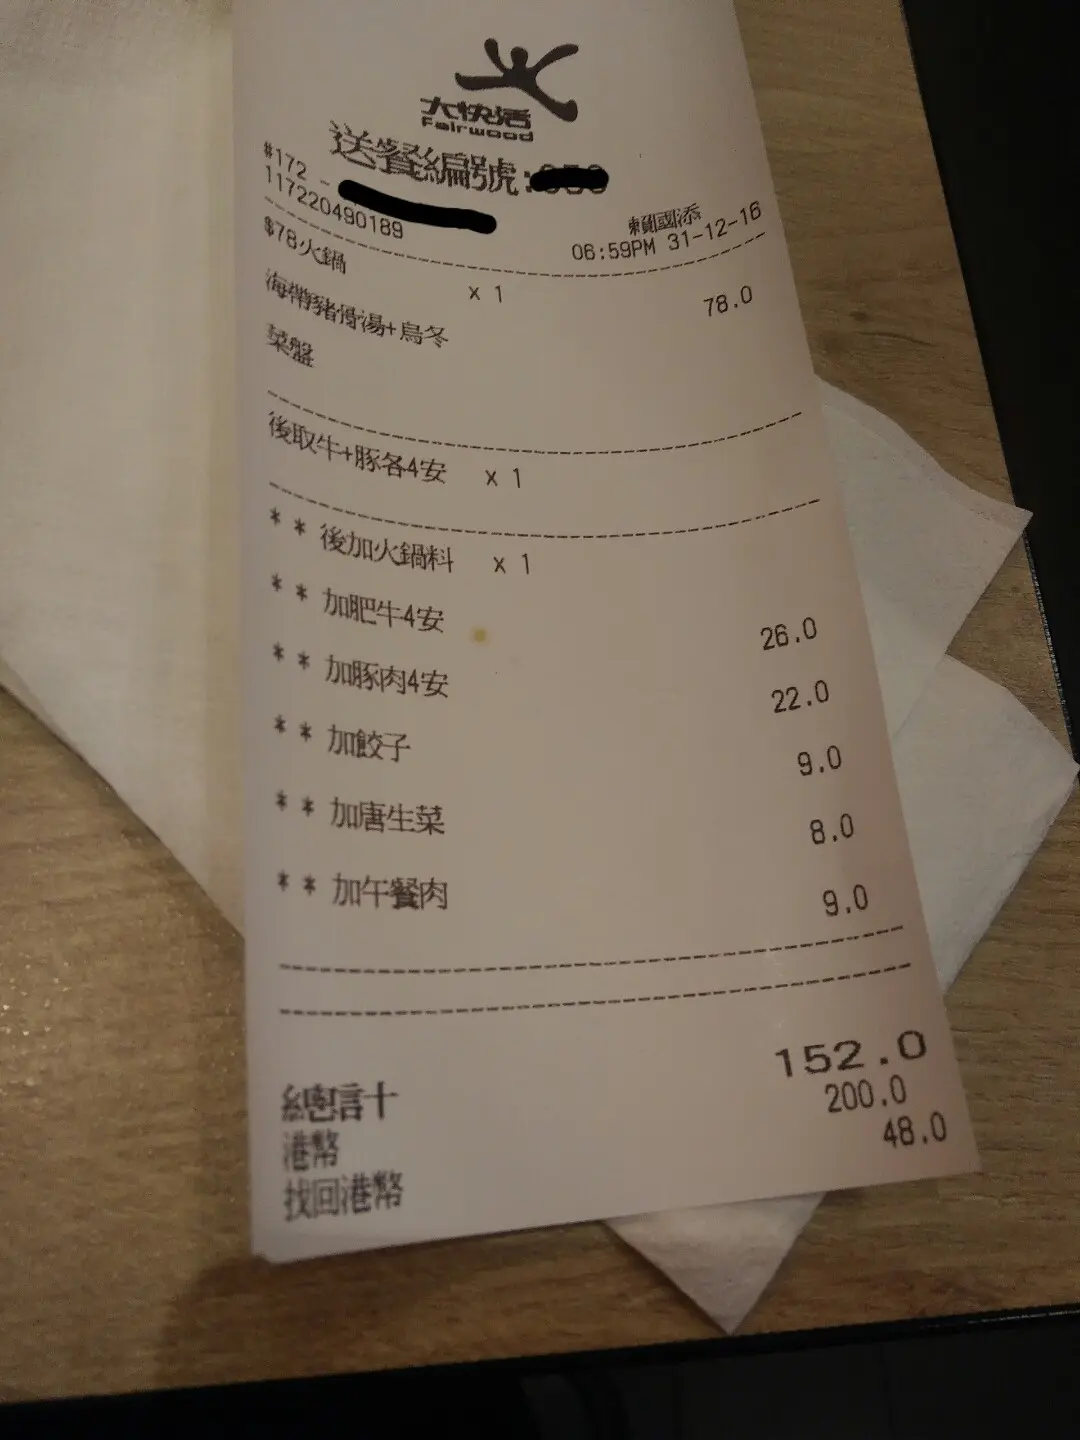 大快活
Fairwood
送餐編號:
#172 -
117220490189
賴國添
06:59PM 31-12-16
$78火鍋 x 1 78.0
海帶豬骨湯+烏冬
菜盤
後取牛+豚各4安 x 1
** 後加火鍋料 x 1
** 加肥牛4安 26.0
** 加豚肉4安 22.0
** 加餃子 9.0
** 加唐生菜 8.0
** 加午餐肉 9.0
總計 152.0
港幣 200.0
找回港幣 48.0